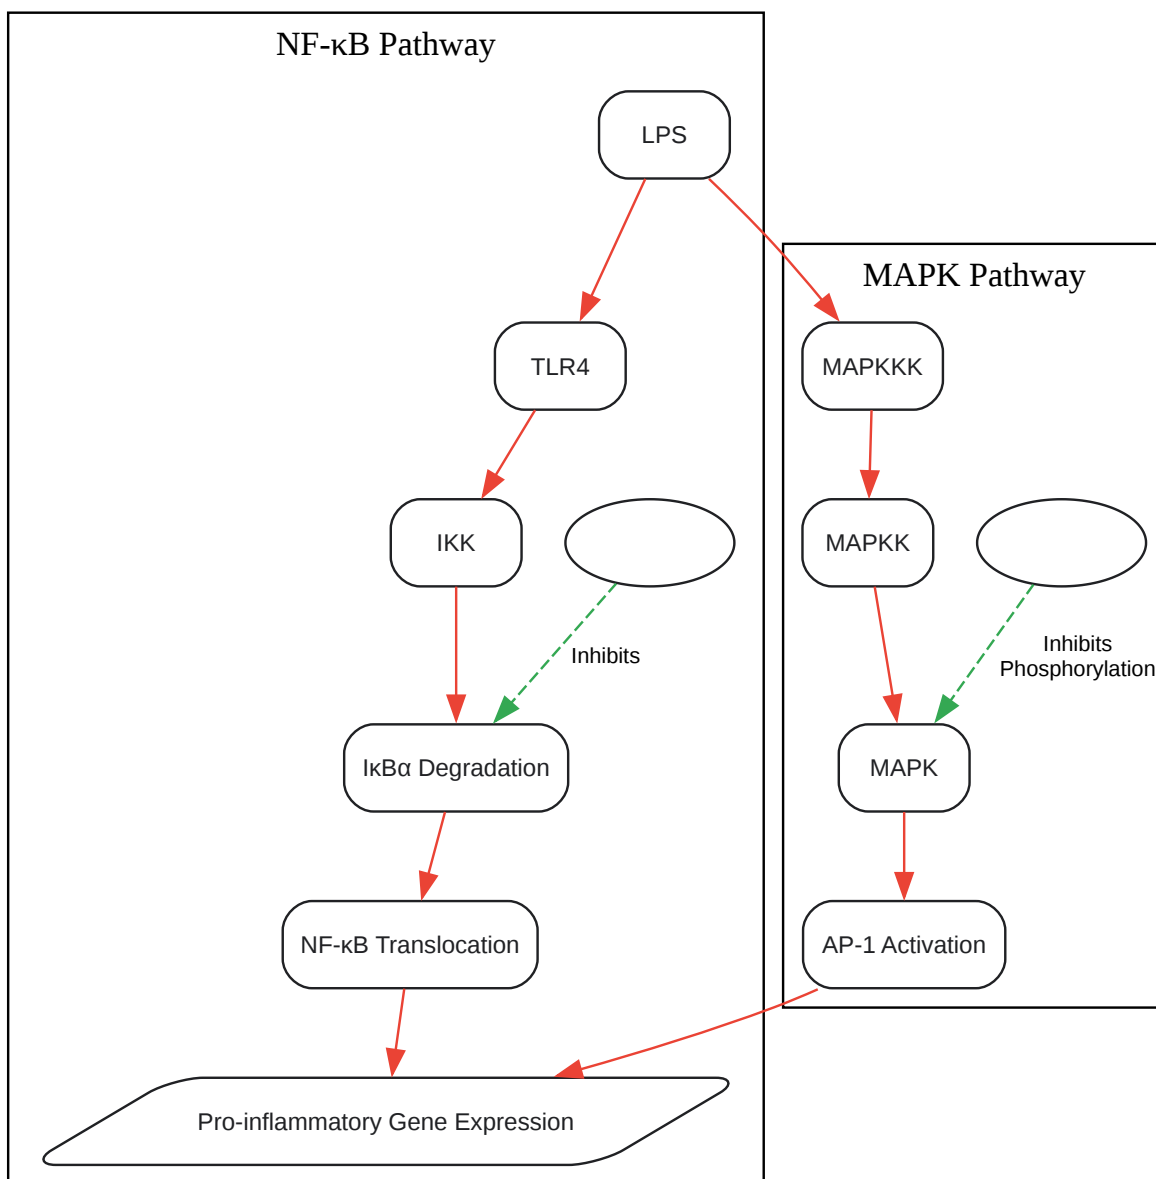 NF-κB Pathway
LPS
MAPK Pathway
TLR4
MAPKKK
IKK
MAPKK
Inhibits
Inhibits
Phosphorylation
IκBα Degradation
MAPK
NF-κB Translocation
AP-1 Activation
Pro-inflammatory Gene Expression